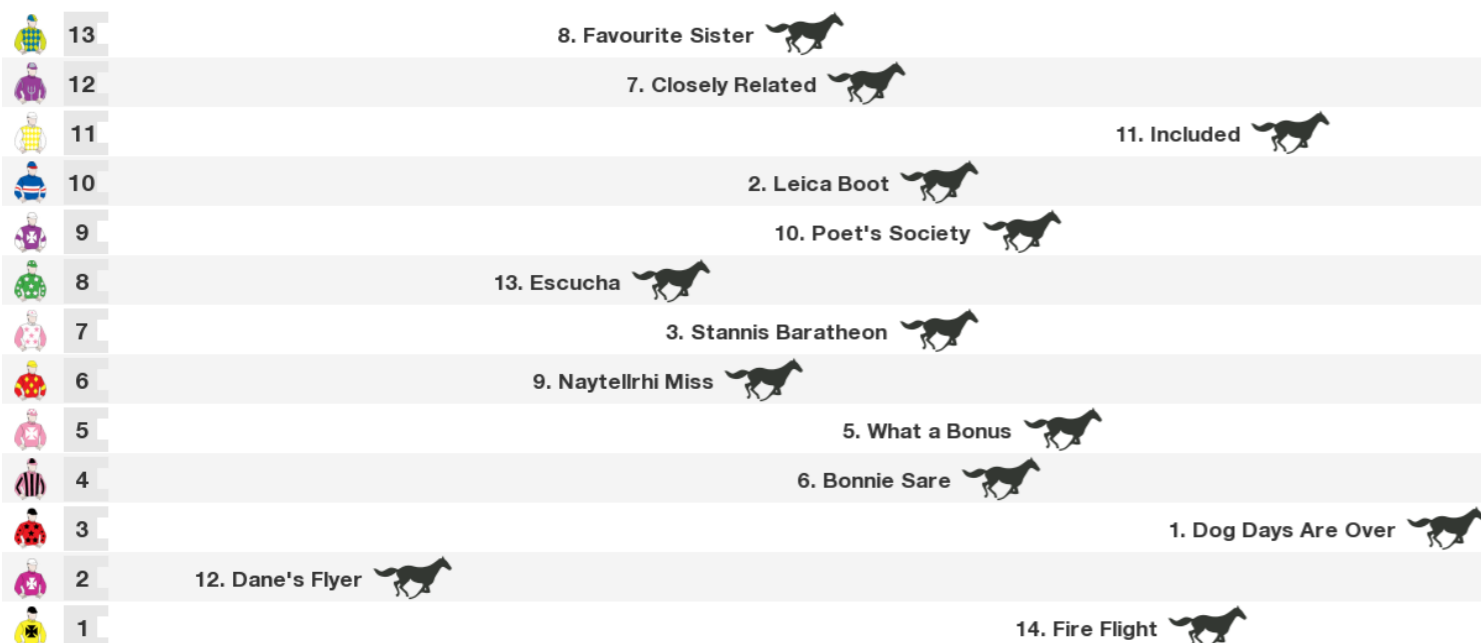 13 8. Favourite Sister
12 7. Closely Related
11 11. Included
10 2. Leica Boot
9 10. Poet's Society
8 13. Escucha
7 3. Stannis Baratheon
6 9. Naytellrhi Miss
5 5. What a Bonus
4 6. Bonnie Sare
3 1. Dog Days Are Over
2 12. Dane's Flyer
1 14. Fire Flight